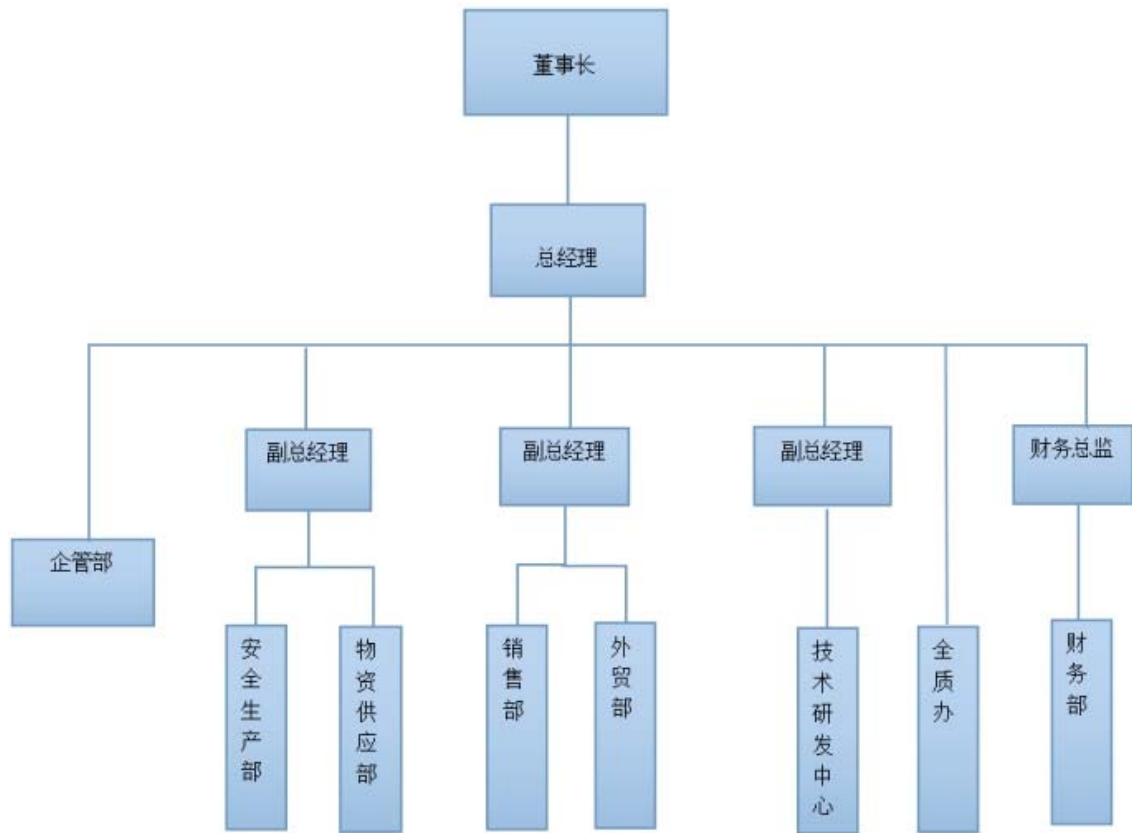 董事长
总经理
副总经理
副总经理
副总经理
财务总监
企管部
安全生产部
物资供应部
销售部
外贸部
技术研发中心
全质办
财务部